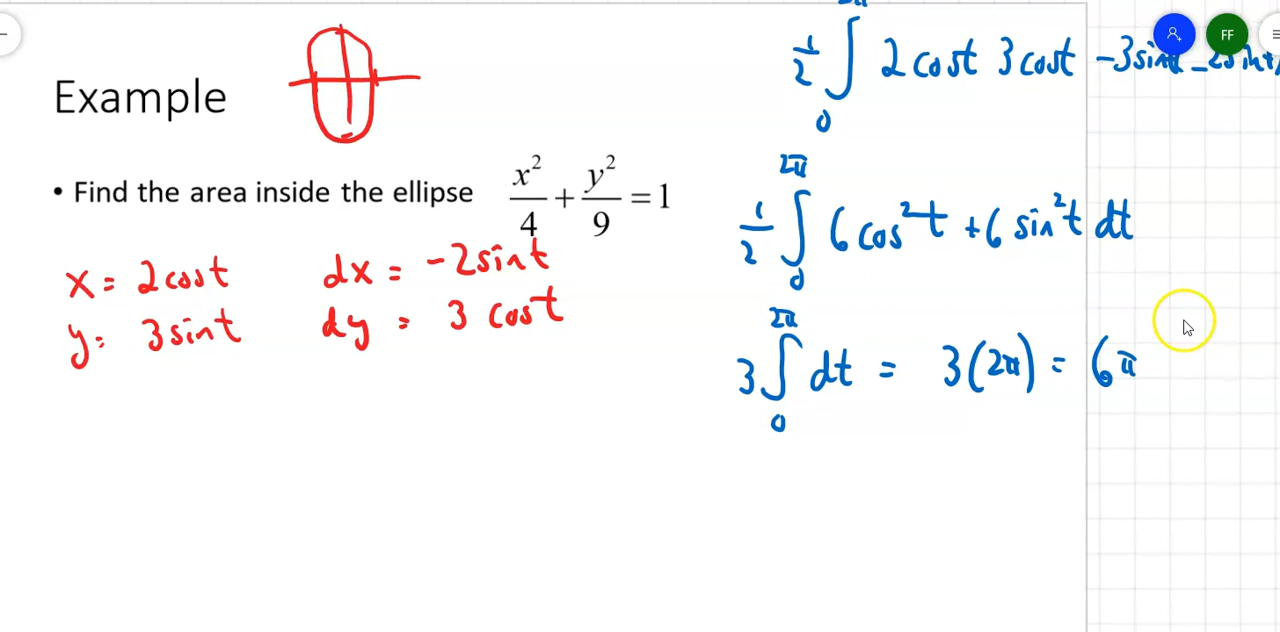 Example
• Find the area inside the ellipse x²/4 + y²/9 = 1
x = 2cost dx = -2sint
y = 3sint dy = 3 cost
1/2 ∫₀ 2cost 3cost -3sint -2sint
FF
1/2 ∫₀^2π 6cos²t + 6 sin²t dt
3 ∫₀^2π dt = 3(2π) = 6π